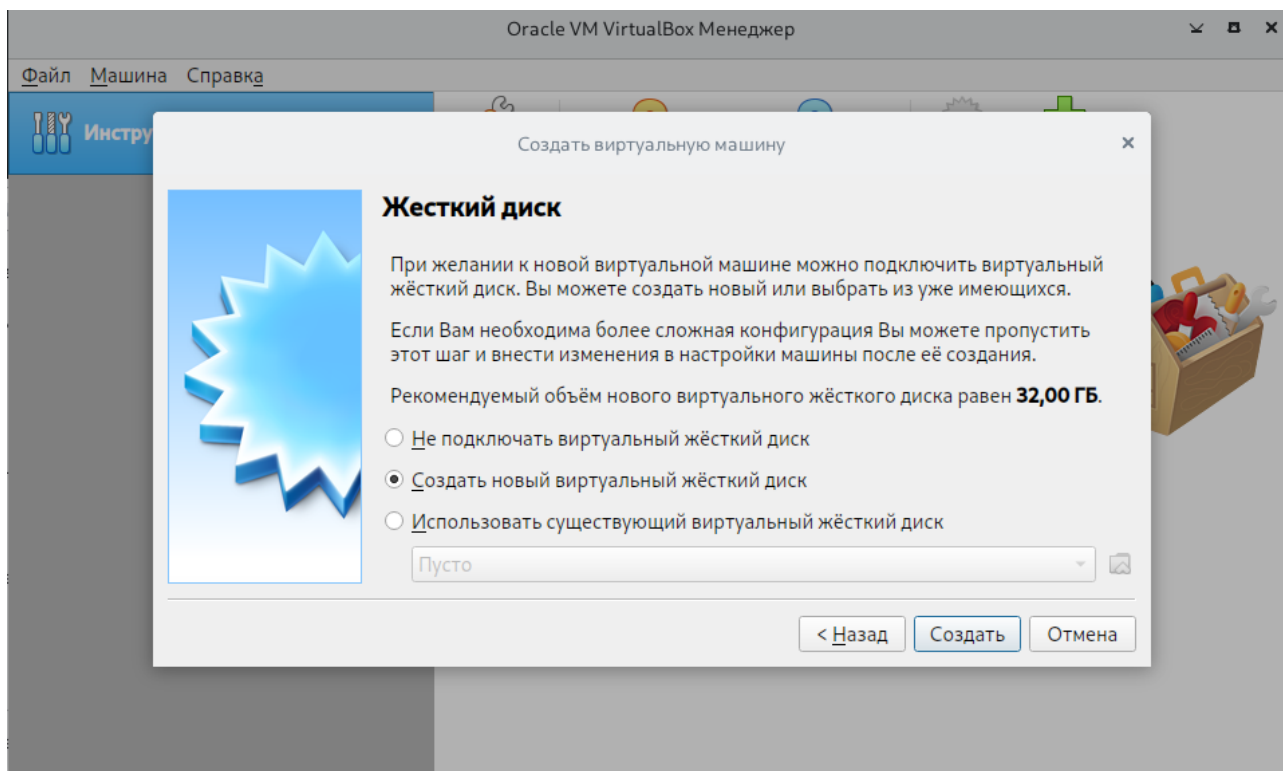 Oracle VM VirtualBox Менеджер
Файл Машина Справка
Инстру
Создать виртуальную машину
Жесткий диск
При желании к новой виртуальной машине можно подключить виртуальный
жёсткий диск. Вы можете создать новый или выбрать из уже имеющихся.
Если Вам необходима более сложная конфигурация Вы можете пропустить
этот шаг и внести изменения в настройки машины после её создания.
Рекомендуемый объём нового виртуального жёсткого диска равен 32,00 ГБ.
Не подключать виртуальный жёсткий диск
Создать новый виртуальный жёсткий диск
Использовать существующий виртуальный жёсткий диск
Пусто
< Назад Создать Отмена